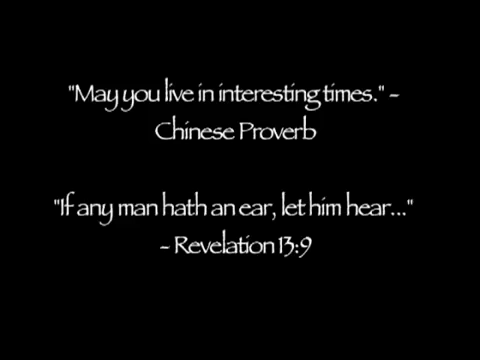 "May you live in interesting times." -
Chinese Proverb
"If any man hath an ear, let him hear..."
- Revelation 13:9